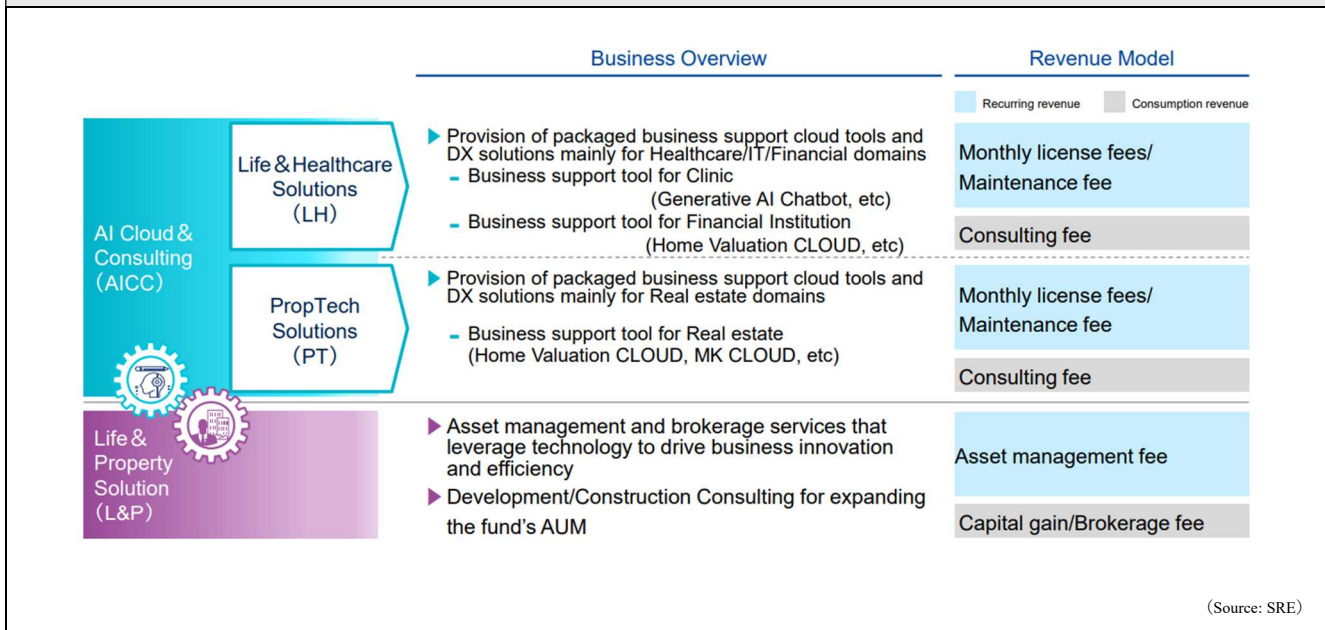 Business Overview
Revenue Model
Recurring revenue
Consumption revenue
AI Cloud &
Consulting
(AICC)
Life & Healthcare
Solutions
(LH)
▶ Provision of packaged business support cloud tools and
DX solutions mainly for Healthcare/IT/Financial domains
- Business support tool for Clinic
(Generative AI Chatbot, etc)
- Business support tool for Financial Institution
(Home Valuation CLOUD, etc)
Monthly license fees/
Maintenance fee
Consulting fee
PropTech
Solutions
(PT)
▶ Provision of packaged business support cloud tools and
DX solutions mainly for Real estate domains
- Business support tool for Real estate
(Home Valuation CLOUD, MK CLOUD, etc)
Monthly license fees/
Maintenance fee
Consulting fee
Life &
Property
Solution
(L&P)
▶ Asset management and brokerage services that
leverage technology to drive business innovation
and efficiency
▶ Development/Construction Consulting for expanding
the fund's AUM
Asset management fee
Capital gain/Brokerage fee
(Source: SRE)